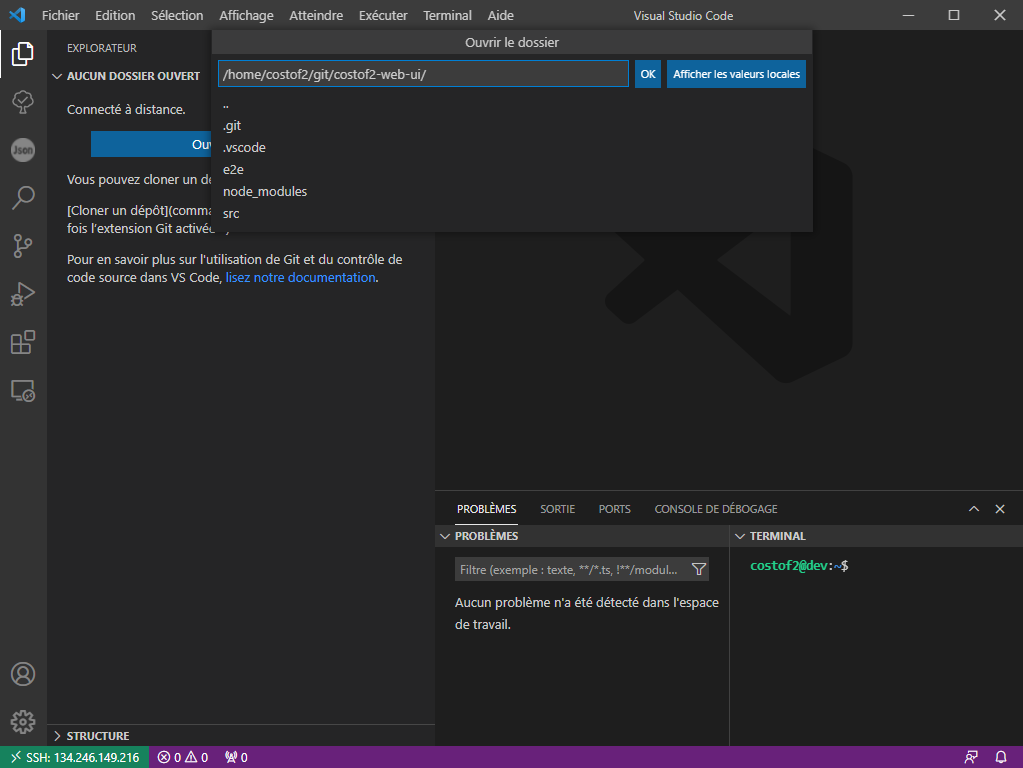 Fichier Edition Sélection Affichage Atteindre Exécuter Terminal Aide Visual Studio Code
Ouvrir le dossier
/home/costof2/git/costof2-web-ui/ OK Afficher les valeurs locales
..
.git
.vscode
e2e
node_modules
src
EXPLORATEUR
AUCUN DOSSIER OUVERT
Connecté à distance.
Ouv
Vous pouvez cloner un
[Cloner un dépôt](comma
fois l'extension Git activée
Pour en savoir plus sur l'utilisation de Git et du contrôle de
code source dans VS Code, lisez notre documentation.
Json
PROBLÈMES SORTIE PORTS CONSOLE DE DÉBOGAGE
PROBLÈMES
Filtre (exemple : texte, **/*.ts, !**/modul...
Aucun problème n'a été détecté dans l'espace
de travail.
TERMINAL
costof2@dev:~$
STRUCTURE
SSH: 134.246.149.216 0 0 0